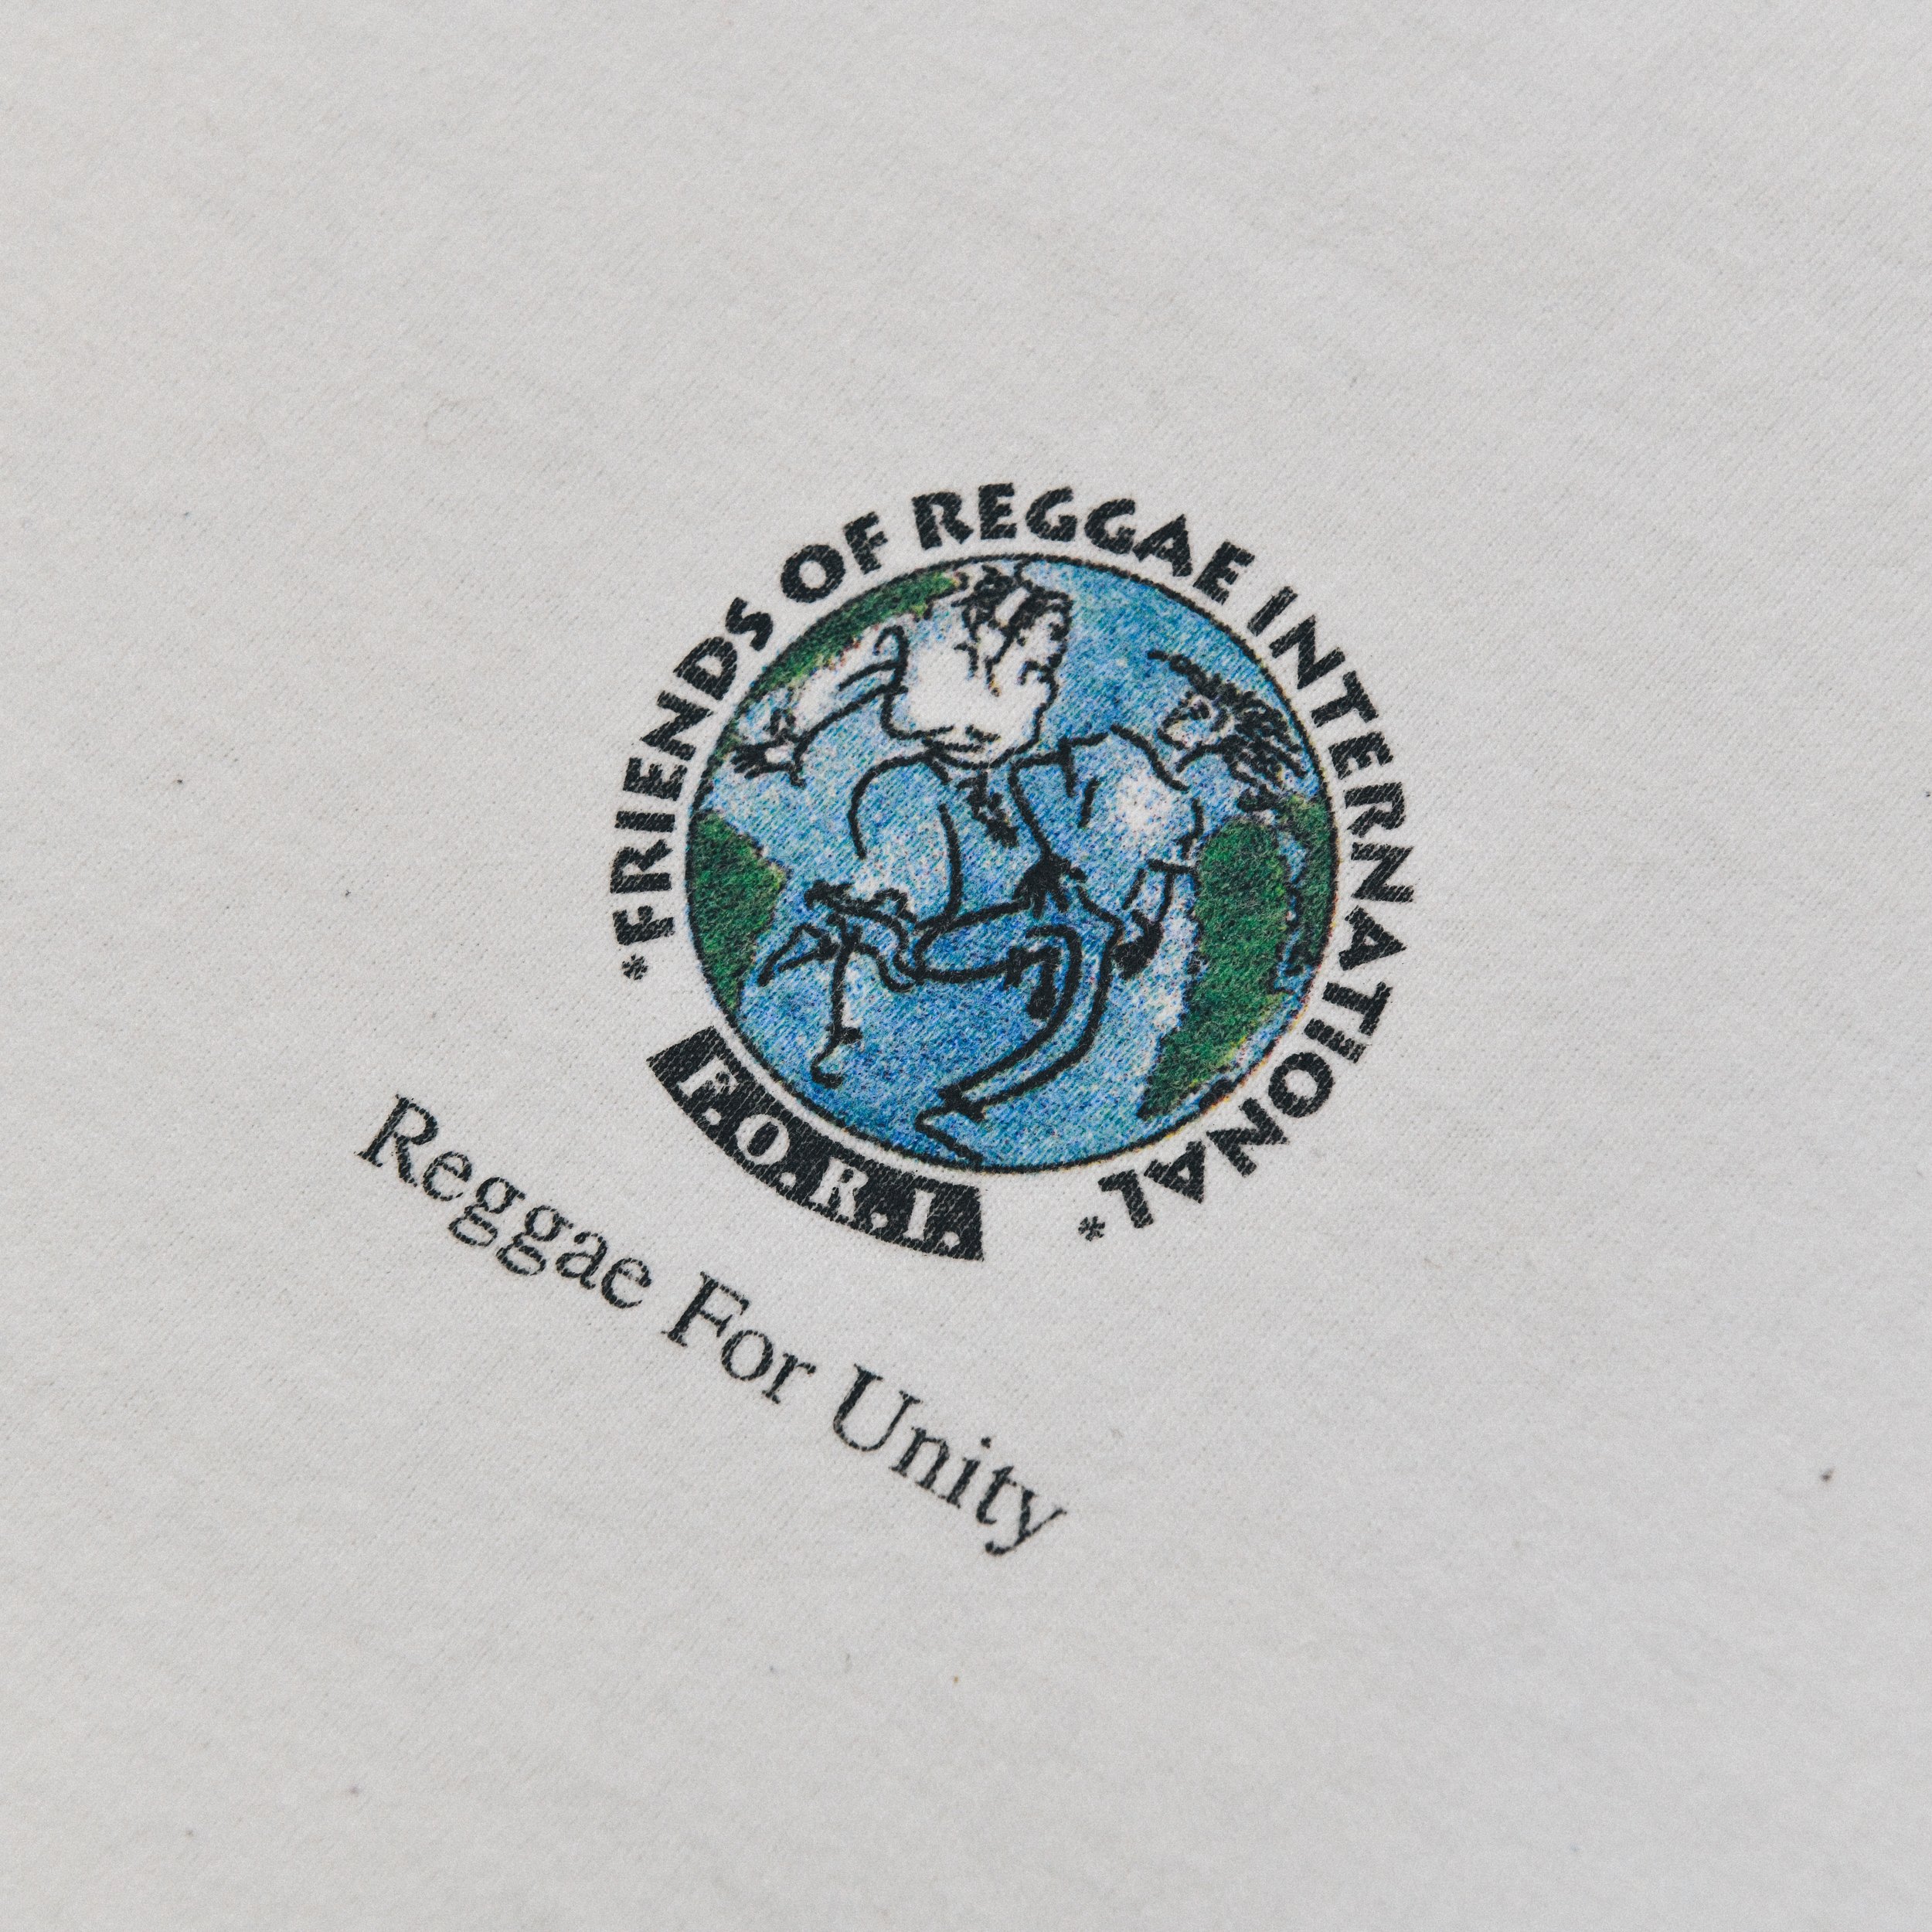 *FRIENDS OF REGGAE INTERNATIONAL*
F.O.R.I.
Reggae For Unity